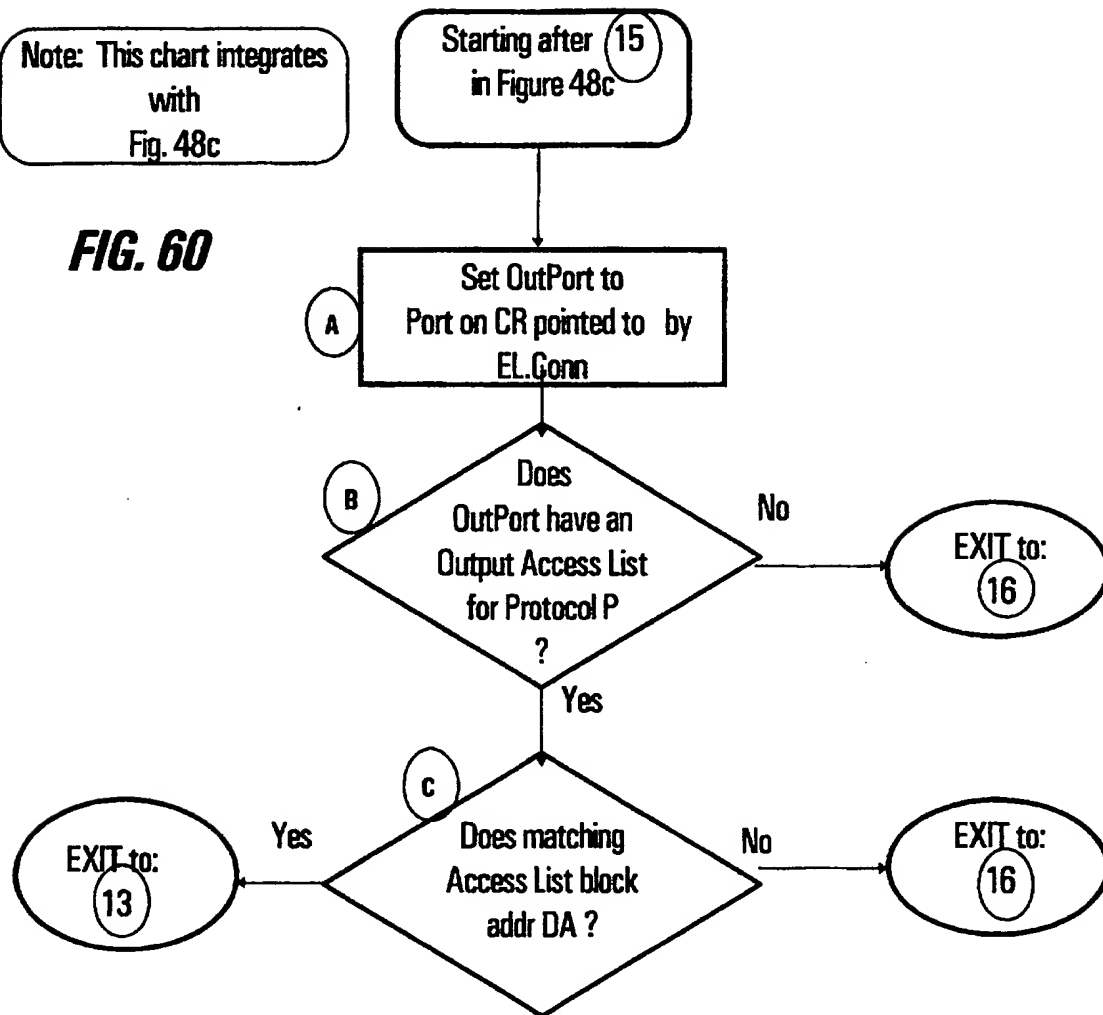 Note: This chart integrates
with
Fig. 48c
Starting after 15
in Figure 48c
FIG. 60
A
Set OutPort to
Port on CR pointed to by
EL.Conn
B
Does
OutPort have an
Output Access List
for Protocol P
?
No
EXIT to:
16
Yes
C
Does matching
Access List block
addr DA ?
Yes
EXIT to:
13
No
EXIT to:
16